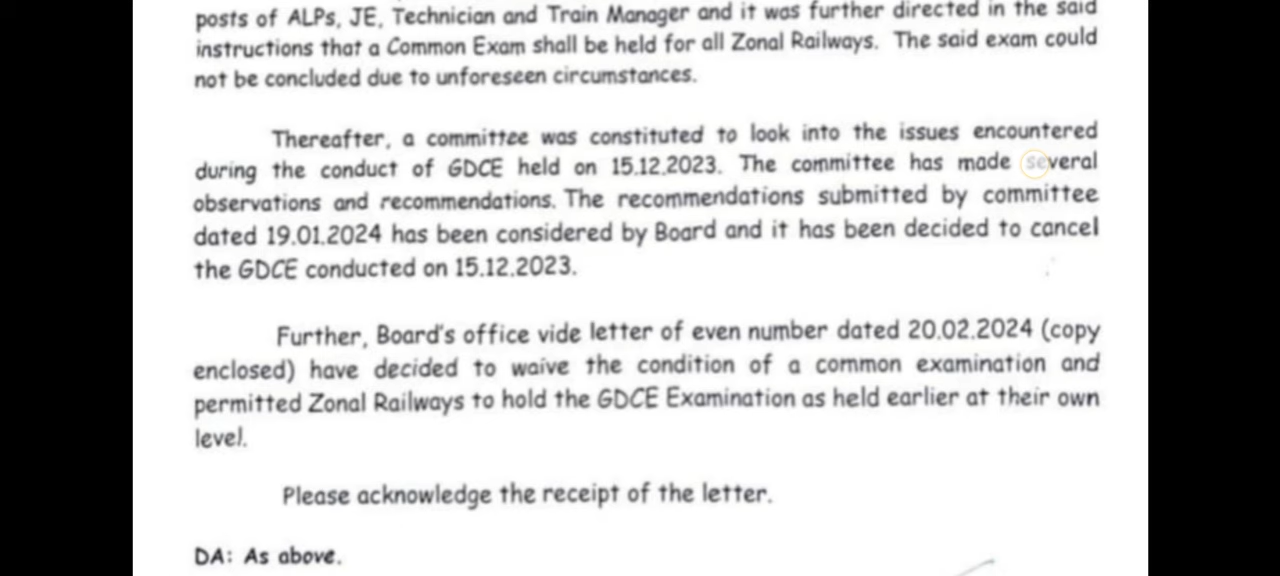 posts of ALPs, JE, Technician and Train Manager and it was further directed in the said
instructions that a Common Exam shall be held for all Zonal Railways. The said exam could
not be concluded due to unforeseen circumstances.
Thereafter, a committee was constituted to look into the issues encountered
during the conduct of GDCE held on 15.12.2023. The committee has made several
observations and recommendations. The recommendations submitted by committee
dated 19.01.2024 has been considered by Board and it has been decided to cancel
the GDCE conducted on 15.12.2023.
Further, Board's office vide letter of even number dated 20.02.2024 (copy
enclosed) have decided to waive the condition of a common examination and
permitted Zonal Railways to hold the GDCE Examination as held earlier at their own
level.
Please acknowledge the receipt of the letter.
DA: As above.